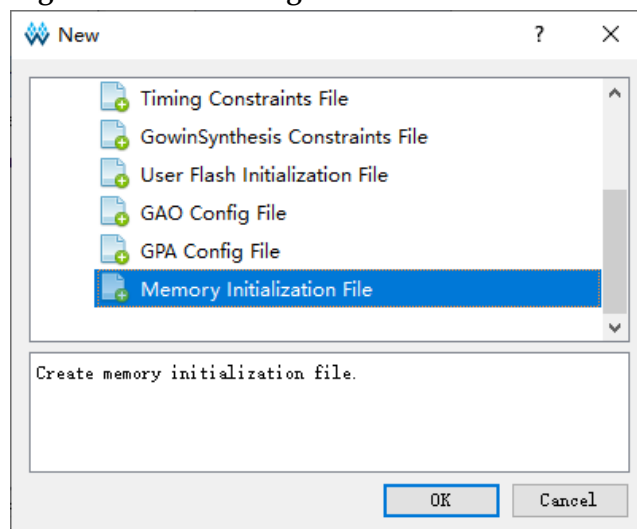 New ?
Timing Constraints File
GowinSynthesis Constraints File
User Flash Initialization File
GAO Config File
GPA Config File
Memory Initialization File
Create memory initialization file.
OK Cancel